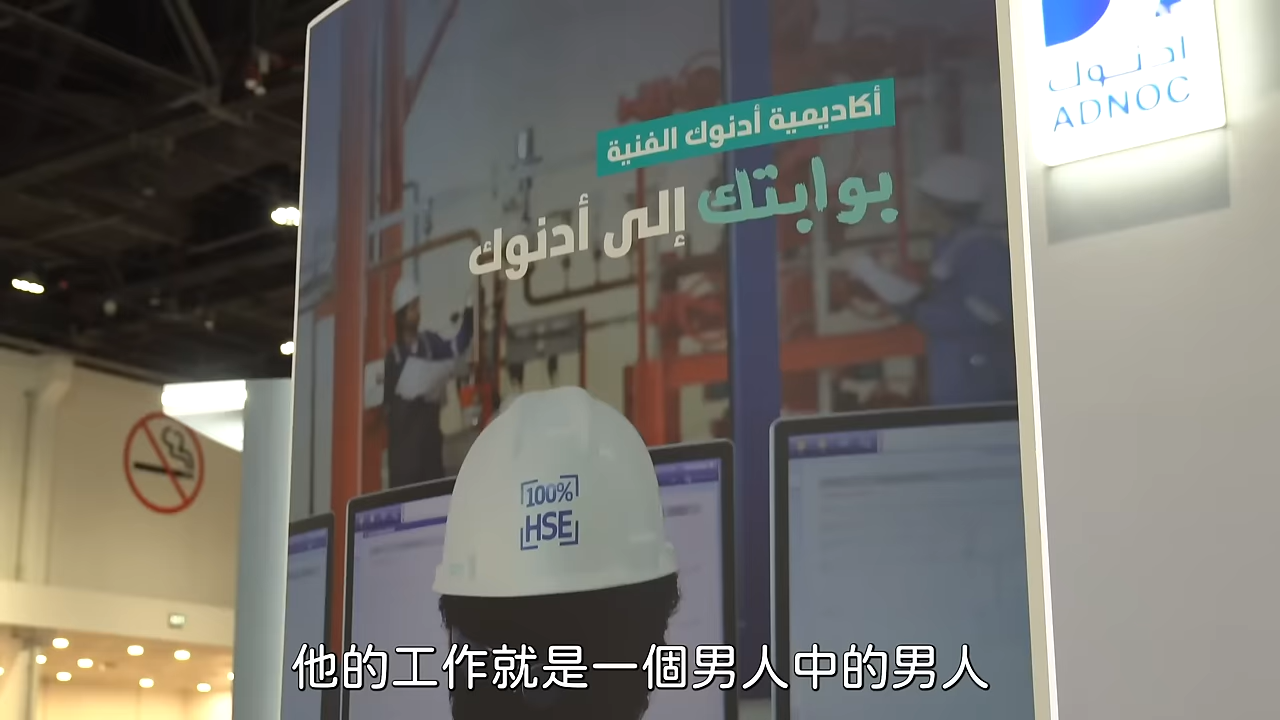 ادنوك
ADNOC
أكاديمية أدنوك الفنية
بوابتك إلى أدنوك
100%
HSE
他的工作就是一個男人中的男人